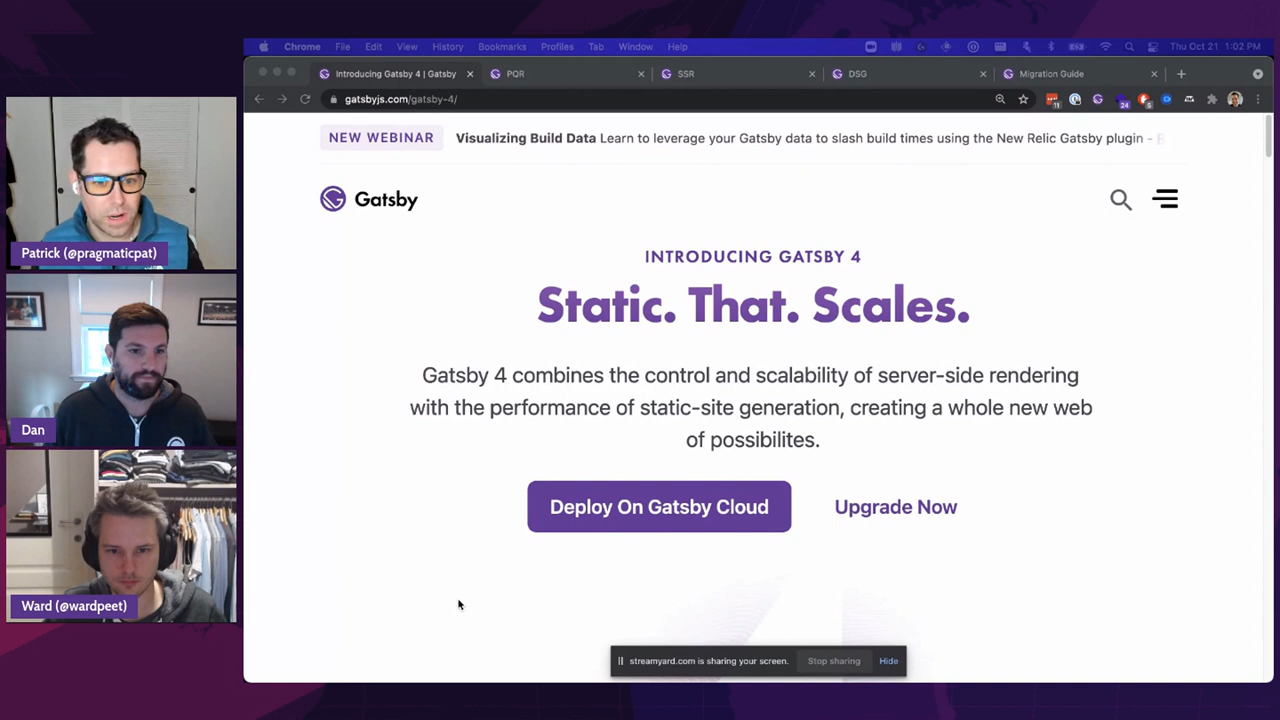 Chrome File Edit View History Bookmarks Profiles Tab Window Help Thu Oct 21 1:02 PM
Introducing Gatsby 4 | Gatsby PQR SSR DSG Migration Guide
gatsbyjs.com/gatsby-4/
11 24 5
NEW WEBINAR Visualizing Build Data Learn to leverage your Gatsby data to slash build times using the New Relic Gatsby plugin -
Gatsby
INTRODUCING GATSBY 4
Static. That. Scales.
Gatsby 4 combines the control and scalability of server-side rendering
with the performance of static-site generation, creating a whole new web
of possibilites.
Deploy On Gatsby Cloud Upgrade Now
streamyard.com is sharing your screen. Stop sharing Hide
Patrick (@pragmaticpat)
Dan
Ward (@wardpeet)